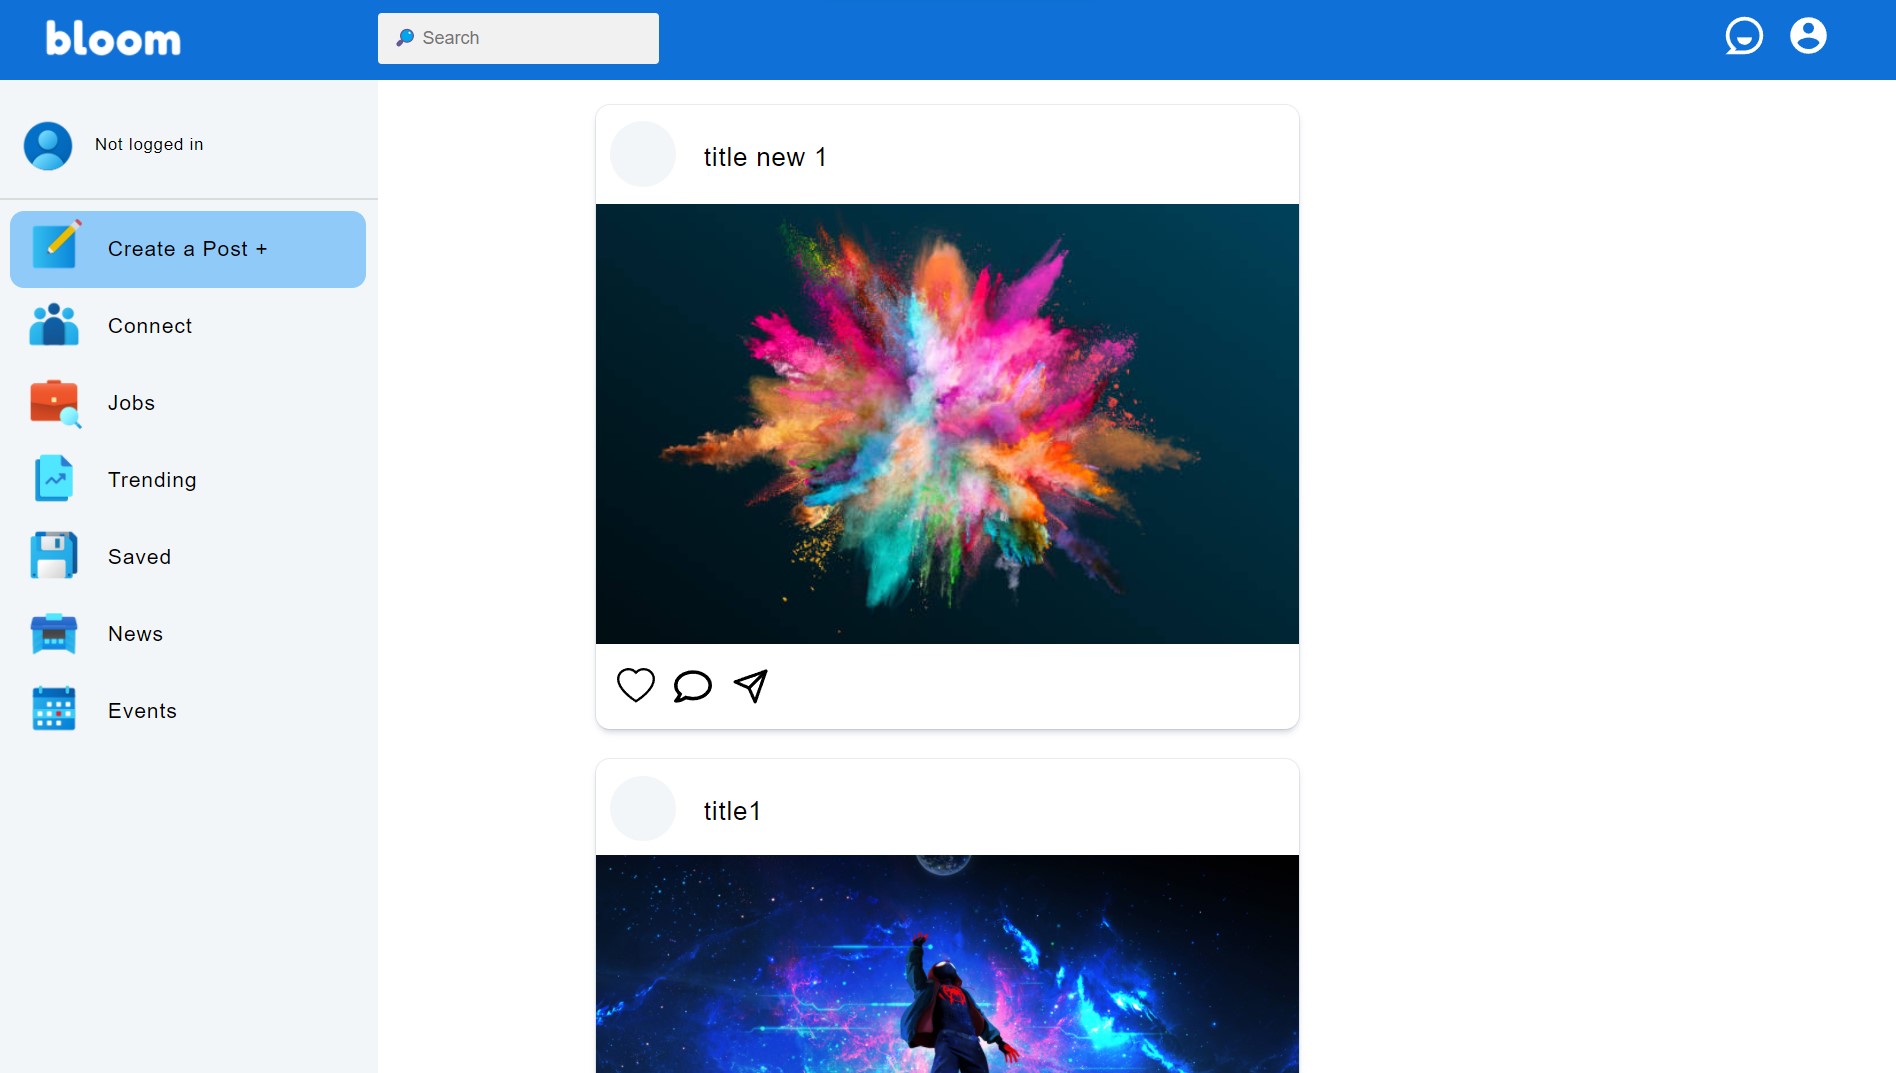 bloom
Search
Not logged in
Create a Post +
Connect
Jobs
Trending
Saved
News
Events
title new 1
title1